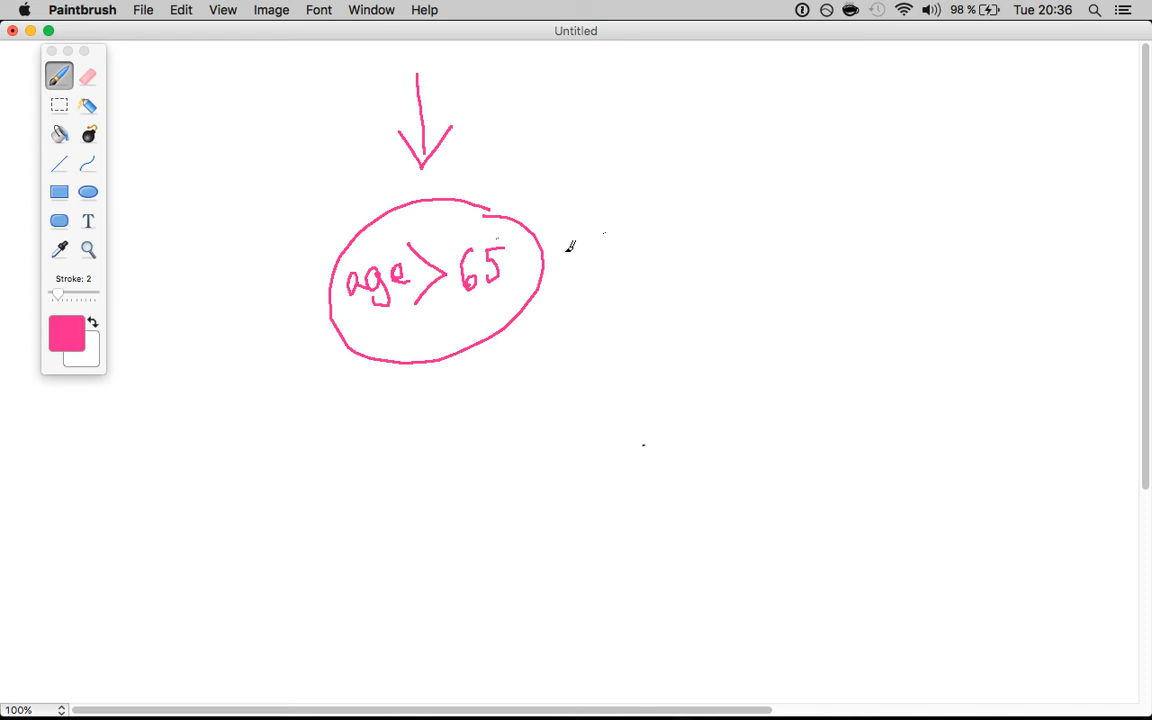 Paintbrush File Edit View Image Font Window Help 98 % Tue 20:36
Untitled
T
Stroke: 2
age > 65
100%